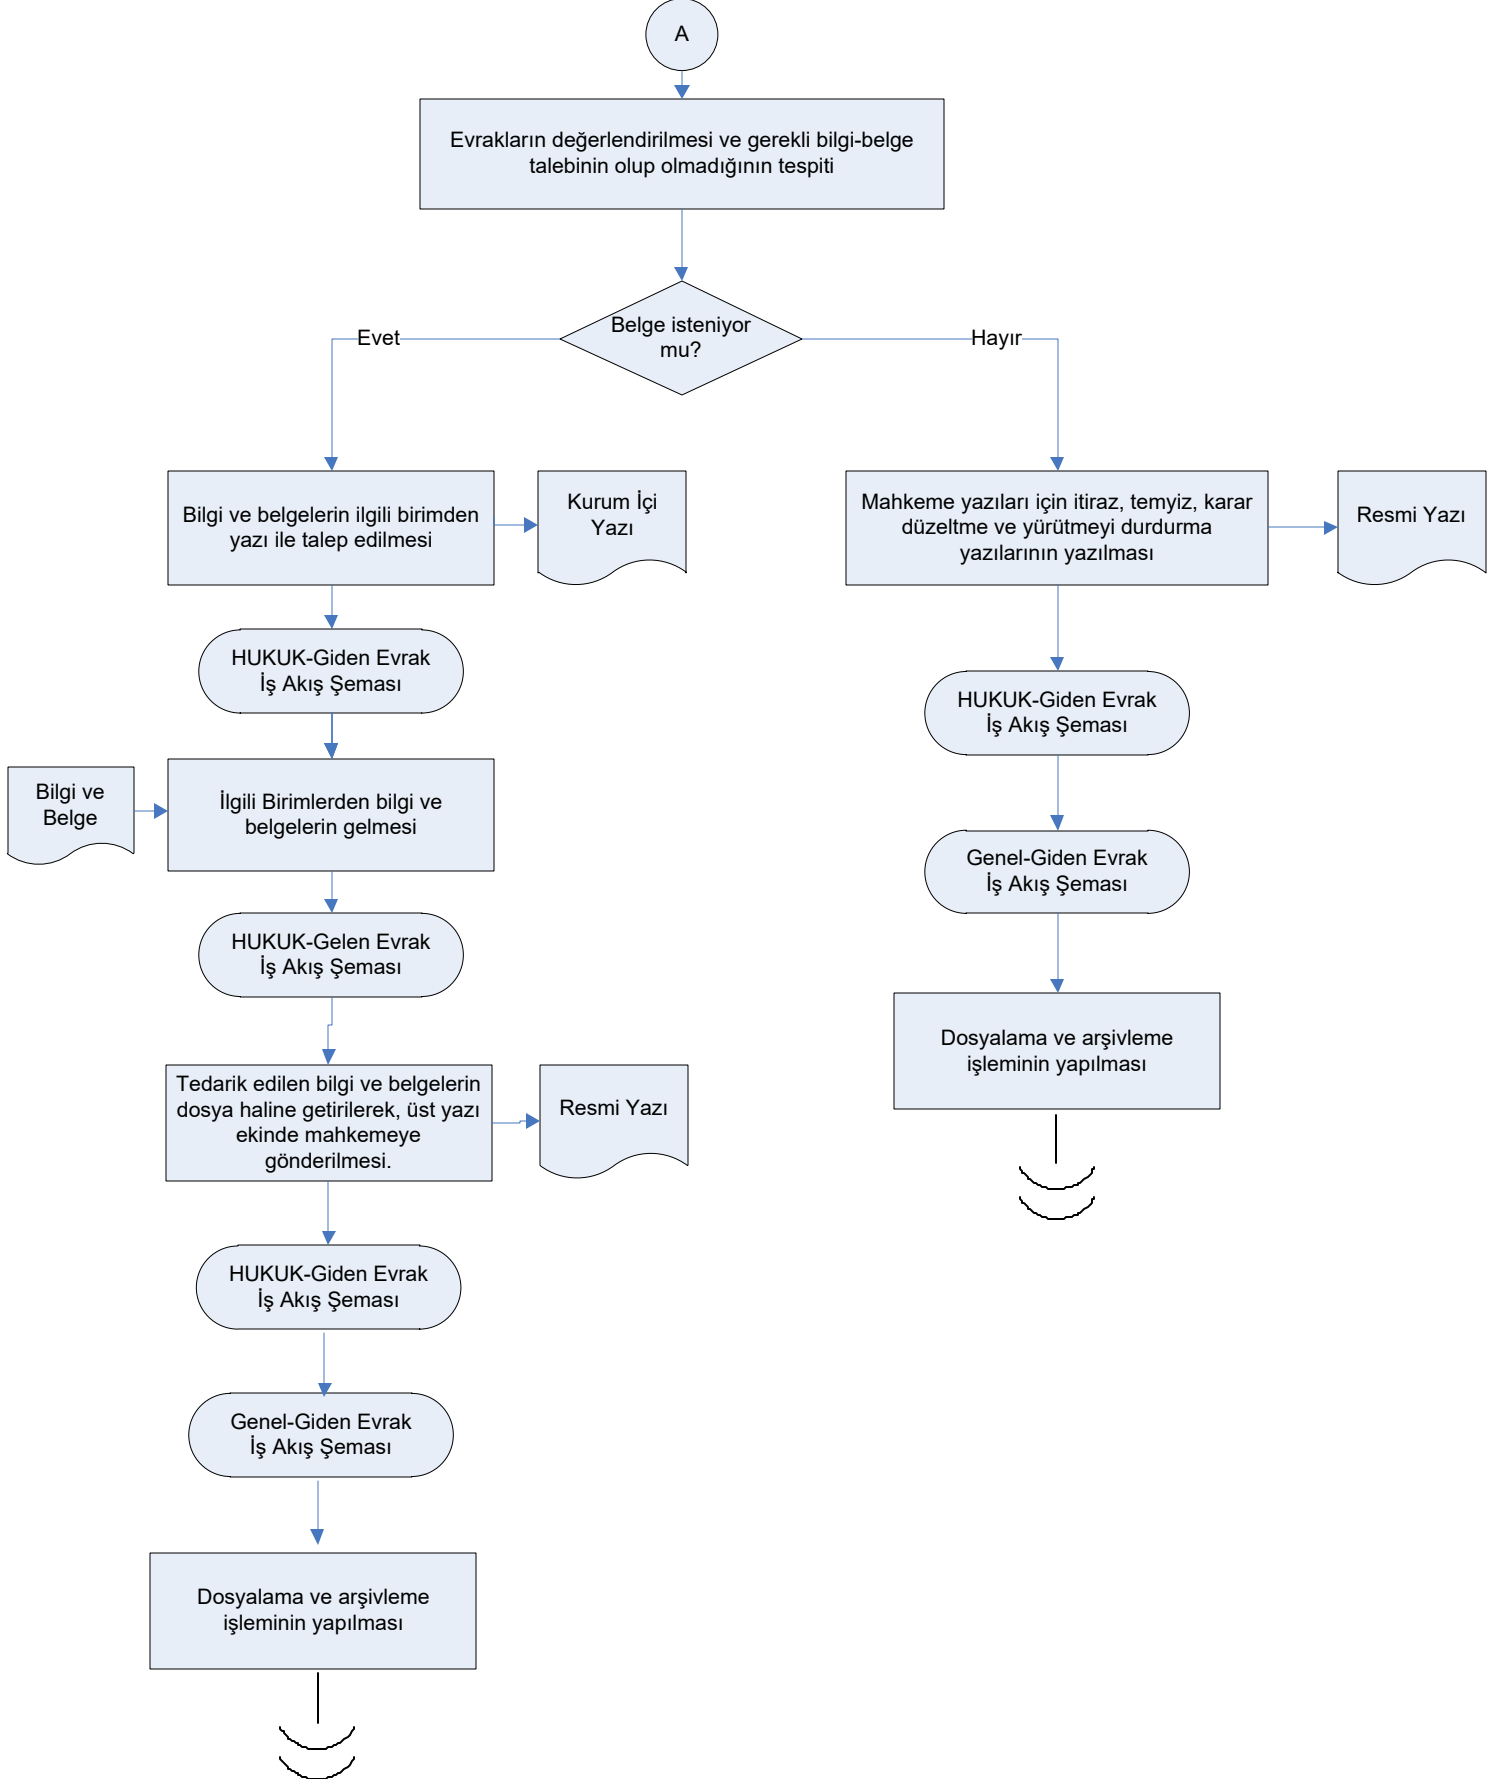 A
Evrakların değerlendirilmesi ve gerekli bilgi-belge
talebinin olup olmadığının tespiti
Belge isteniyor
mu?
Evet
Hayır
Bilgi ve belgelerin ilgili birimden
yazı ile talep edilmesi
Kurum İçi
Yazı
Mahkeme yazıları için itiraz, temyiz, karar
düzeltme ve yürütmeyi durdurma
yazılarının yazılması
Resmi Yazı
HUKUK-Giden Evrak
İş Akış Şeması
HUKUK-Giden Evrak
İş Akış Şeması
Bilgi ve
Belge
İlgili Birimlerden bilgi ve
belgelerin gelmesi
Genel-Giden Evrak
İş Akış Şeması
HUKUK-Gelen Evrak
İş Akış Şeması
Dosyalama ve arşivleme
işleminin yapılması
Tedarik edilen bilgi ve belgelerin
dosya haline getirilerek, üst yazı
ekinde mahkemeye
gönderilmesi.
Resmi Yazı
HUKUK-Giden Evrak
İş Akış Şeması
Genel-Giden Evrak
İş Akış Şeması
Dosyalama ve arşivleme
işleminin yapılması